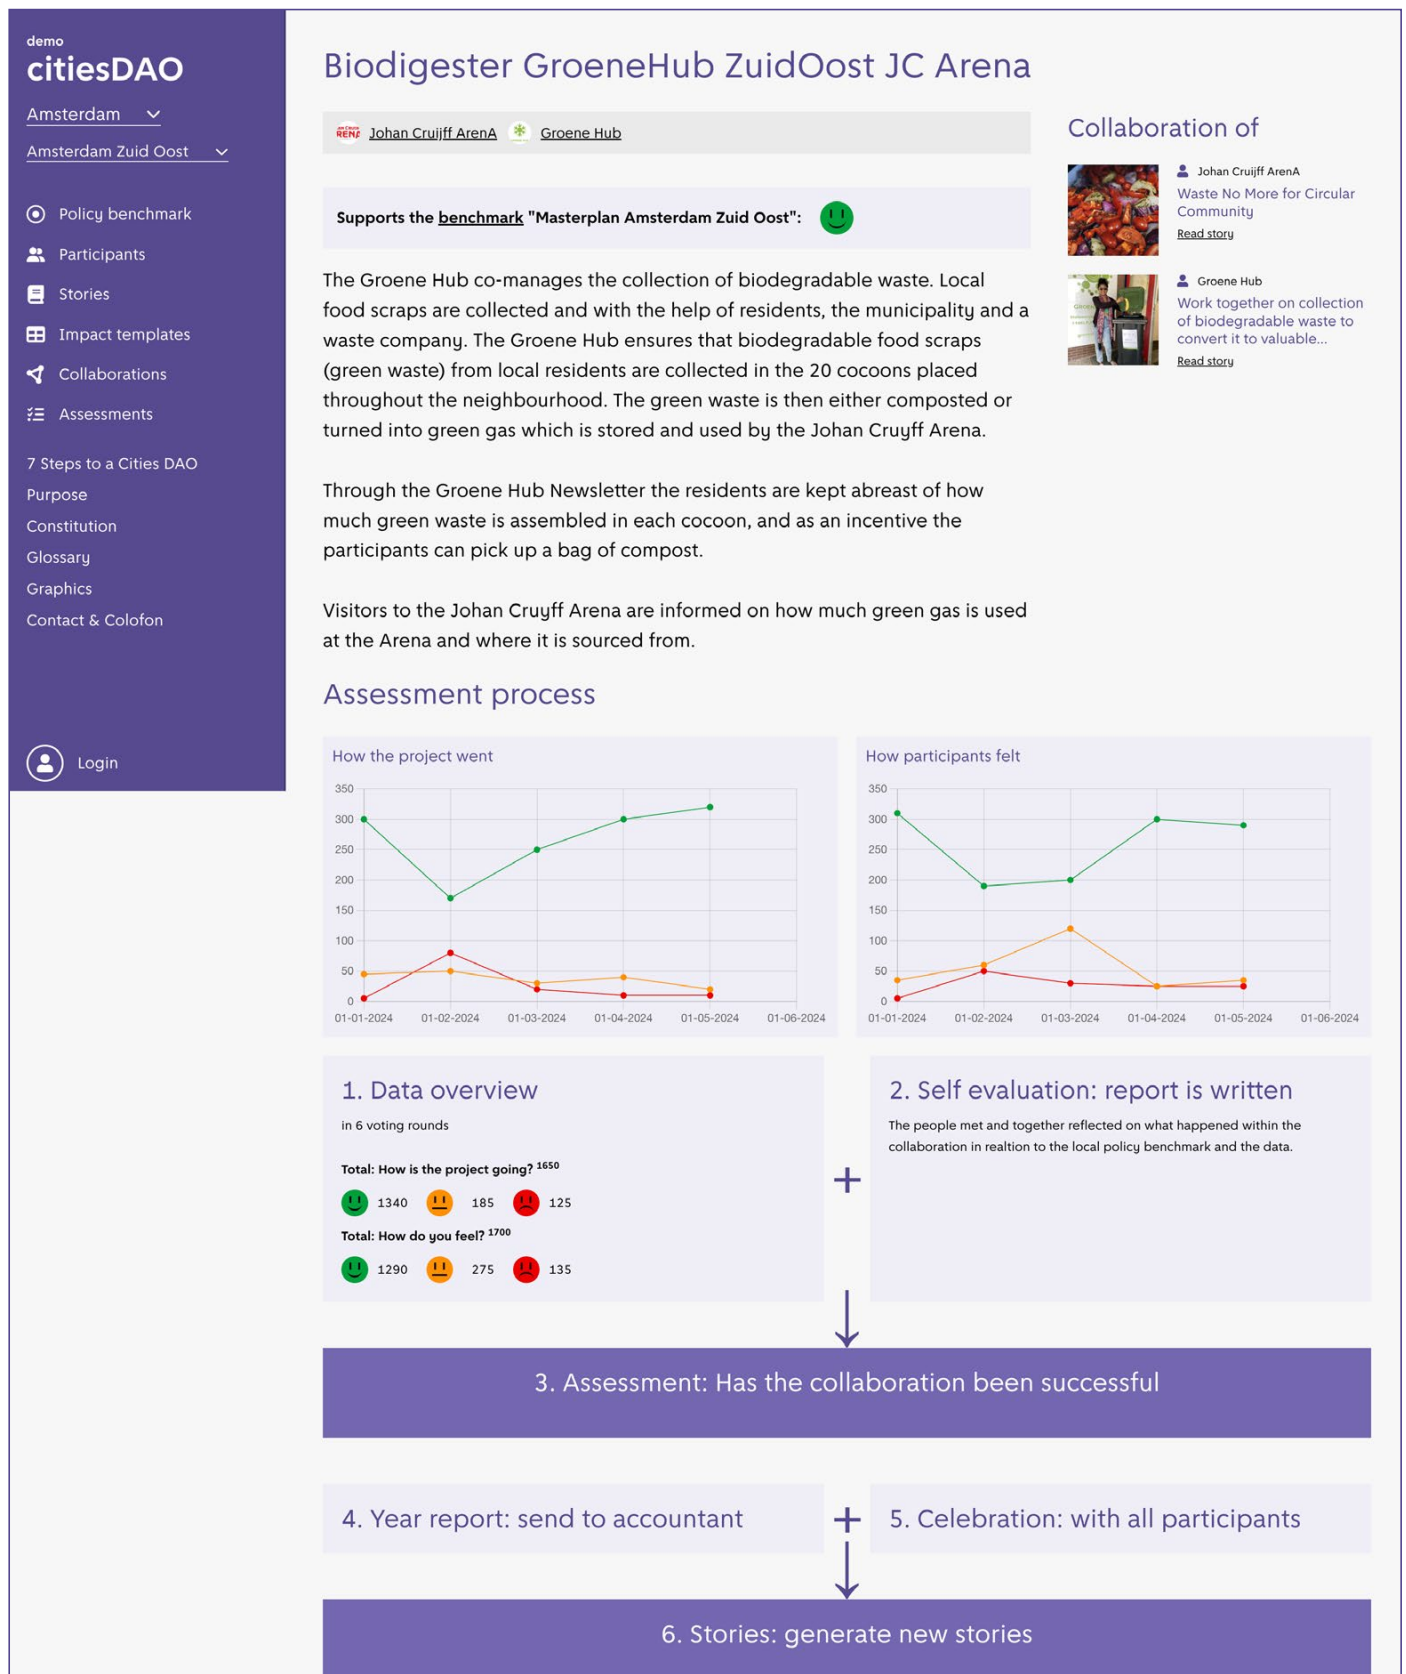 demo
citiesDAO
Amsterdam
Amsterdam Zuid Oost
Policy benchmark
Participants
Stories
Impact templates
Collaborations
Assessments
7 Steps to a Cities DAO
Purpose
Constitution
Glossary
Graphics
Contact & Colofon
Login
Biodigester GroeneHub ZuidOost JC Arena
Johan Cruijff ArenA Groene Hub
Supports the benchmark "Masterplan Amsterdam Zuid Oost":
The Groene Hub co-manages the collection of biodegradable waste. Local
food scraps are collected and with the help of residents, the municipality and a
waste company. The Groene Hub ensures that biodegradable food scraps
(green waste) from local residents are collected in the 20 cocoons placed
throughout the neighbourhood. The green waste is then either composted or
turned into green gas which is stored and used by the Johan Cruyff Arena.
Through the Groene Hub Newsletter the residents are kept abreast of how
much green waste is assembled in each cocoon, and as an incentive the
participants can pick up a bag of compost.
Visitors to the Johan Cruyff Arena are informed on how much green gas is used
at the Arena and where it is sourced from.
Collaboration of
Johan Cruijff ArenA
Waste No More for Circular
Community
Read story
Groene Hub
Work together on collection
of biodegradable waste to
convert it to valuable...
Read story
Assessment process
How the project went
350
300
250
200
150
100
50
0
01-01-2024 01-02-2024 01-03-2024 01-04-2024 01-05-2024 01-06-2024
How participants felt
350
300
250
200
150
100
50
0
01-01-2024 01-02-2024 01-03-2024 01-04-2024 01-05-2024 01-06-2024
1. Data overview
in 6 voting rounds
Total: How is the project going? 1650
1340 185 125
Total: How do you feel? 1700
1290 275 135
+
2. Self evaluation: report is written
The people met and together reflected on what happened within the
collaboration in realtion to the local policy benchmark and the data.
3. Assessment: Has the collaboration been successful
4. Year report: send to accountant
+
5. Celebration: with all participants
6. Stories: generate new stories